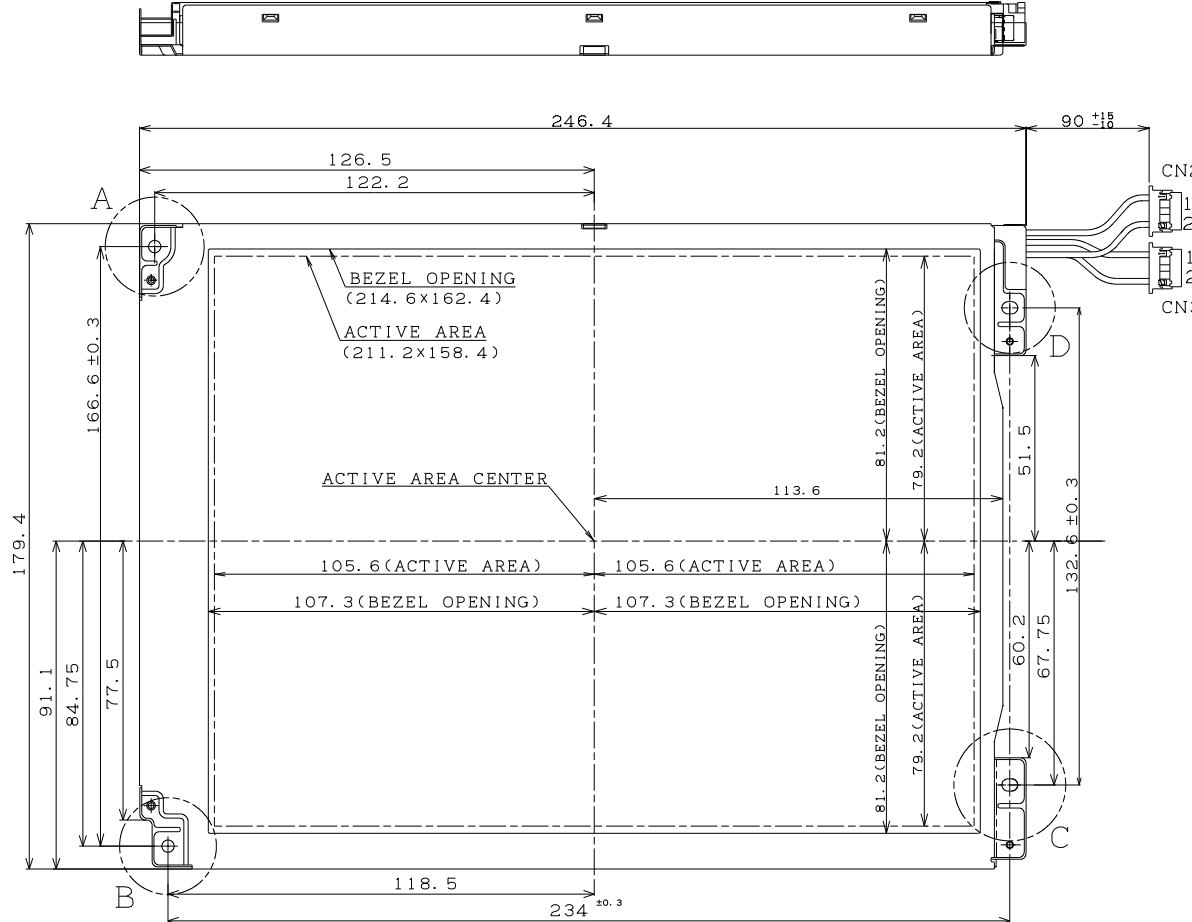 246.4
90 +15 -10
126.5
CN2
122.2
A
1
2
BEZEL OPENING
(214.6×162.4)
1
2
CN3
ACTIVE AREA
(211.2×158.4)
D
166.6 ±0.3
81.2(BEZEL OPENING)
79.2(ACTIVE AREA)
51.5
ACTIVE AREA CENTER
113.6
132.6 ±0.3
179.4
105.6(ACTIVE AREA)
105.6(ACTIVE AREA)
107.3(BEZEL OPENING)
107.3(BEZEL OPENING)
91.1
84.75
77.5
81.2(BEZEL OPENING)
79.2(ACTIVE AREA)
60.2
67.75
C
B
118.5
234 ±0.3